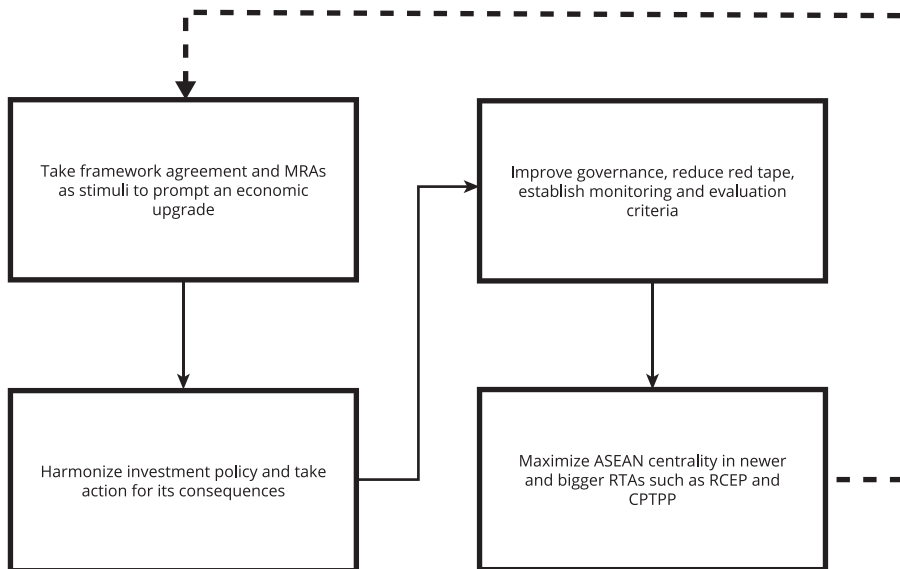 Take framework agreement and MRAs
as stimuli to prompt an economic
upgrade
Harmonize investment policy and take
action for its consequences
Improve governance, reduce red tape,
establish monitoring and evaluation
criteria
Maximize ASEAN centrality in newer
and bigger RTAs such as RCEP and
CPTPP